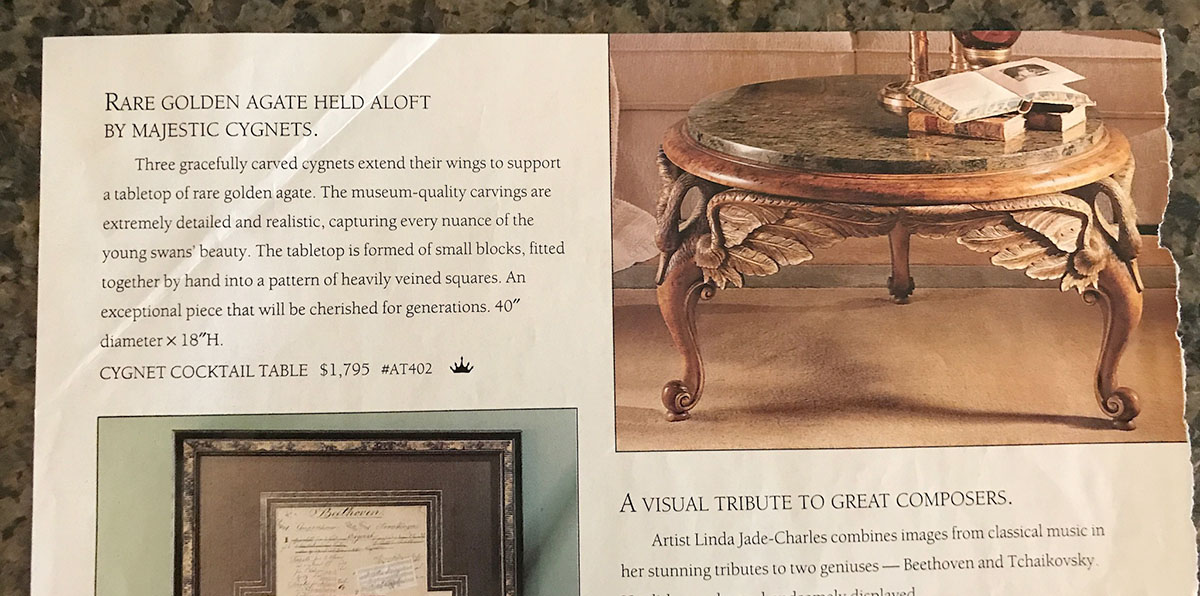 RARE GOLDEN AGATE HELD ALOFT
BY MAJESTIC CYGNETS.
Three gracefully carved cygnets extend their wings to support
a tabletop of rare golden agate. The museum-quality carvings are
extremely detailed and realistic, capturing every nuance of the
young swans' beauty. The tabletop is formed of small blocks, fitted
together by hand into a pattern of heavily veined squares. An
exceptional piece that will be cherished for generations. 40″
diameter × 18″H.
CYGNET COCKTAIL TABLE $1,795 #AT402
A VISUAL TRIBUTE TO GREAT COMPOSERS.
Artist Linda Jade-Charles combines images from classical music in
her stunning tributes to two geniuses — Beethoven and Tchaikovsky.
displayed